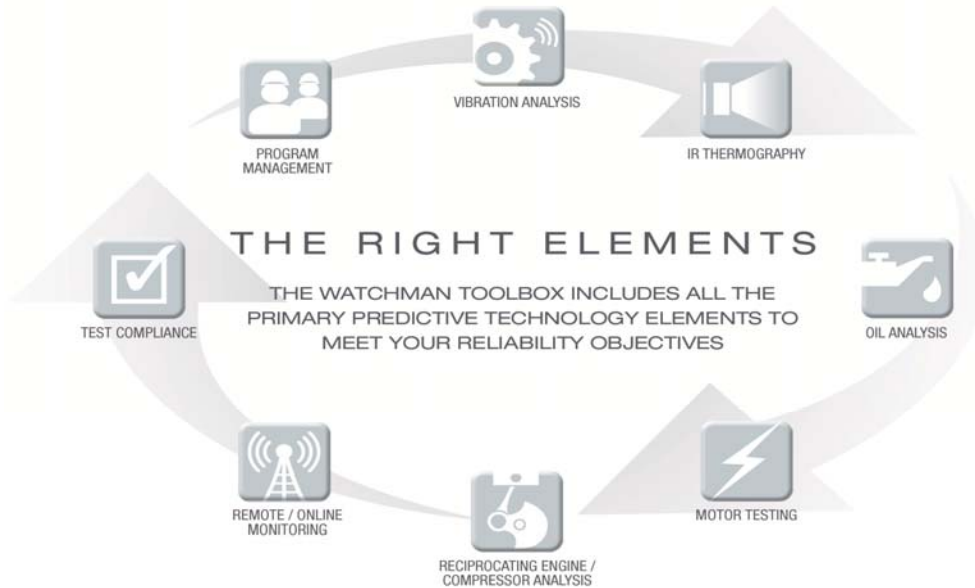 VIBRATION ANALYSIS
PROGRAM
MANAGEMENT
IR THERMOGRAPHY
THE RIGHT ELEMENTS
THE WATCHMAN TOOLBOX INCLUDES ALL THE
PRIMARY PREDICTIVE TECHNOLOGY ELEMENTS TO
MEET YOUR RELIABILITY OBJECTIVES
TEST COMPLIANCE
OIL ANALYSIS
REMOTE / ONLINE
MONITORING
MOTOR TESTING
RECIPROCATING ENGINE /
COMPRESSOR ANALYSIS